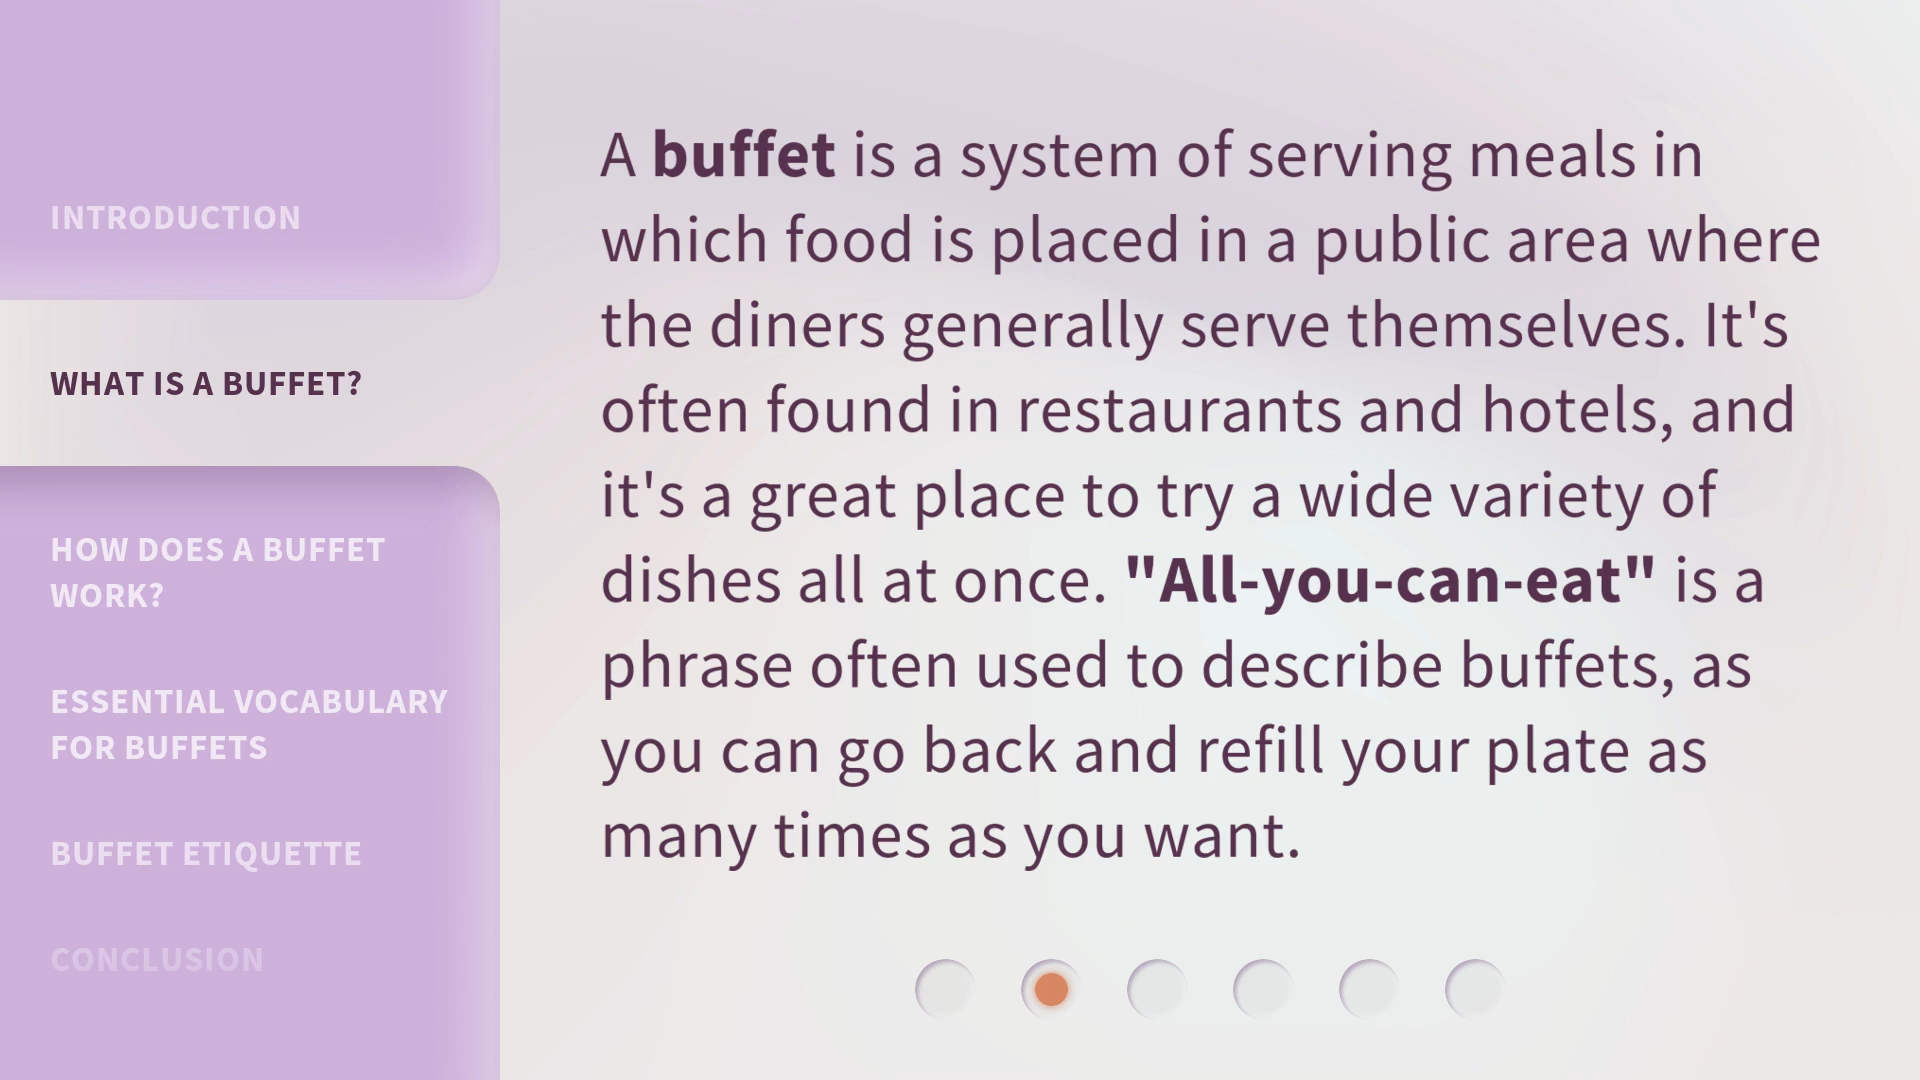 INTRODUCTION
WHAT IS A BUFFET?
HOW DOES A BUFFET
WORK?
ESSENTIAL VOCABULARY
FOR BUFFETS
BUFFET ETIQUETTE
CONCLUSION
A buffet is a system of serving meals in
which food is placed in a public area where
the diners generally serve themselves. It's
often found in restaurants and hotels, and
it's a great place to try a wide variety of
dishes all at once. "All-you-can-eat" is a
phrase often used to describe buffets, as
you can go back and refill your plate as
many times as you want.